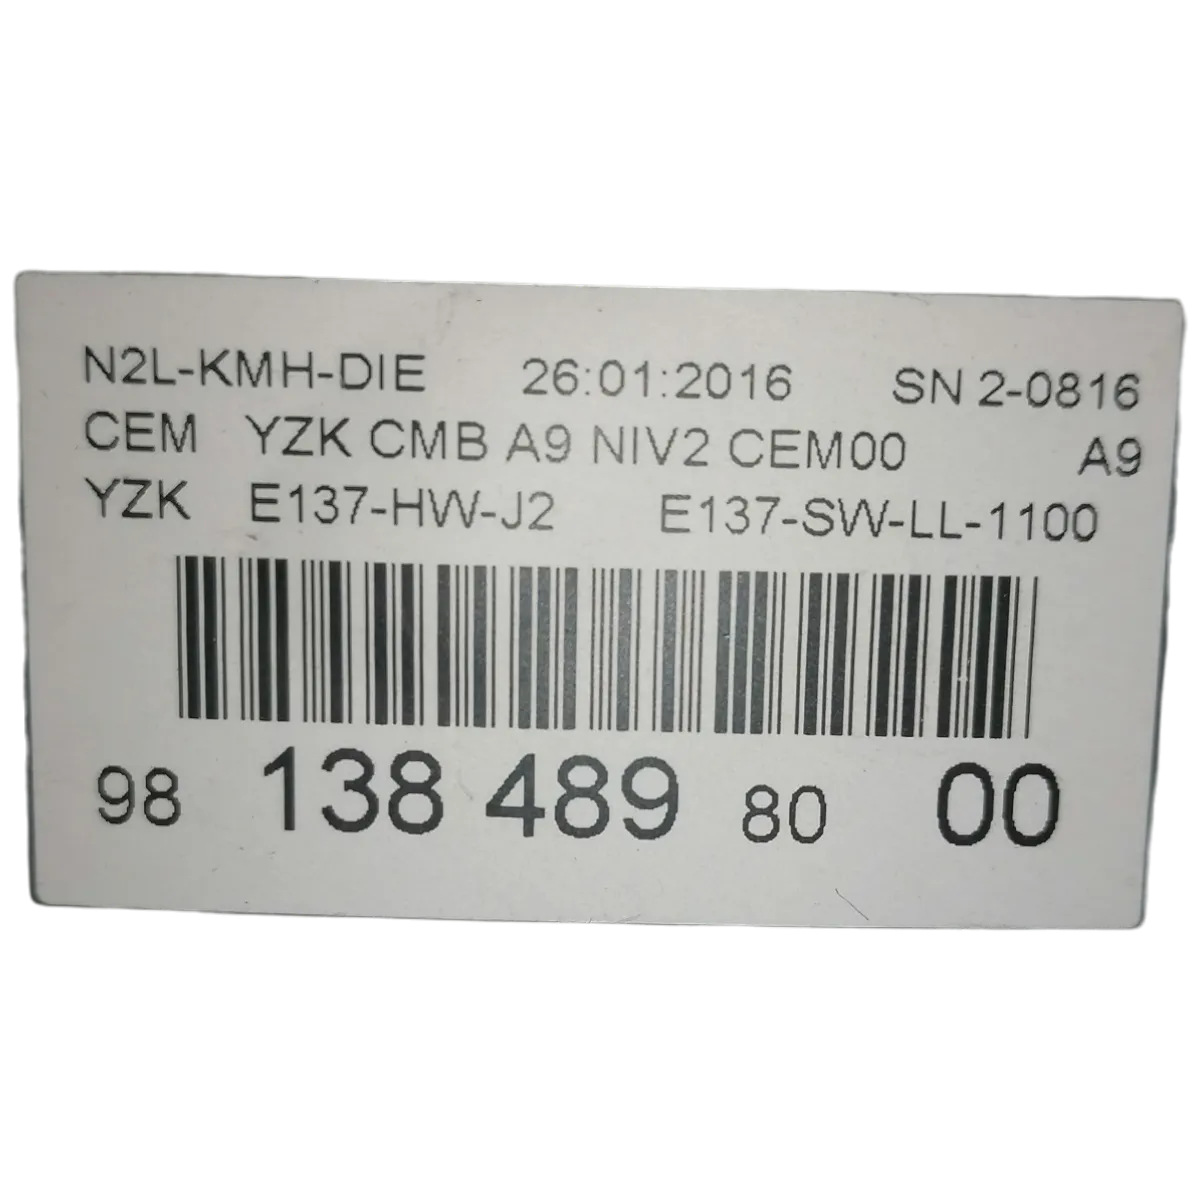 N2L-KMH-DIE 26:01:2016 SN 2-0816
CEM YZK CMB A9 NIV2 CEM00 A9
YZK E137-HW-J2 E137-SW-LL-1100
98 138 489 80 00